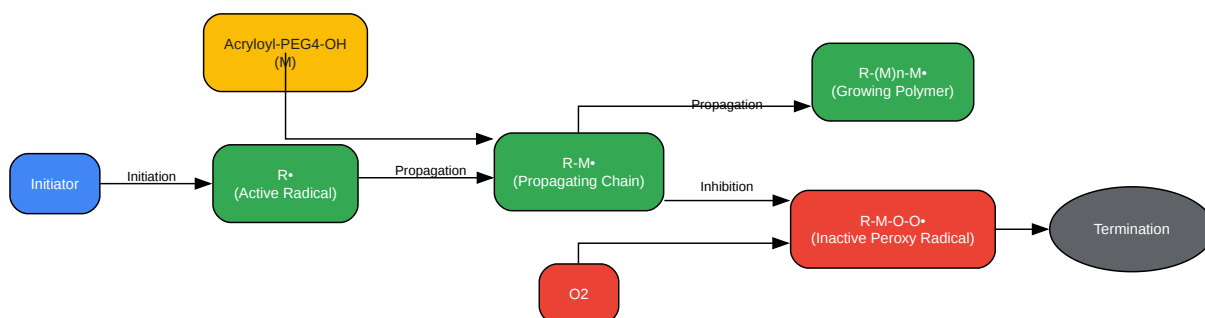 Acryloyl-PEG4-OH
(M)
R-(M)n-M•
(Growing Polymer)
Propagation
Initiator
Initiation
R•
(Active Radical)
Propagation
R-M•
(Propagating Chain)
Inhibition
R-M-O-O•
(Inactive Peroxy Radical)
Termination
O2